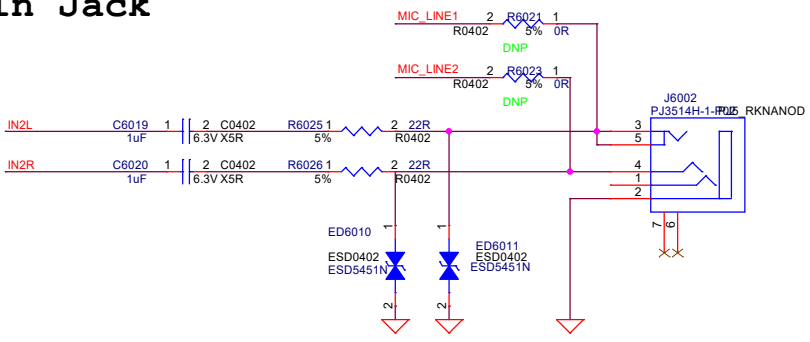 In Jack
MIC_LINE1 2 R6021 1
R0402 5% 0R
DNP
MIC_LINE2 2 R6023 1
R0402 5% 0R
DNP
J6002
PJ3514H-1-P02 RKNANOD
IN2L C6019 1 2 C0402 R6025 1 2 22R 3
1uF 6.3V X5R 5% R0402 5
IN2R C6020 1 2 C0402 R6026 1 2 22R 4
1uF 6.3V X5R 5% R0402 1
2
1 1 7 6
ED6010 ED6011
ESD0402 ESD0402
ESD5451N ESD5451N
2 2